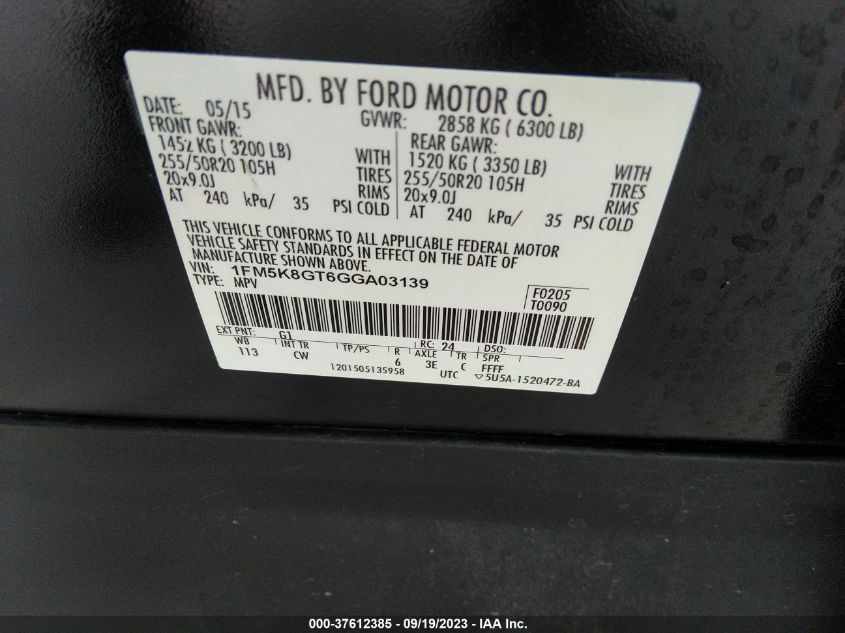 MFD. BY FORD MOTOR CO.
DATE: 05/15 GVWR: 2858 KG ( 6300 LB)
FRONT GAWR: REAR GAWR:
1452 KG ( 3200 LB) WITH 1520 KG ( 3350 LB) WITH
255/50R20 105H TIRES 255/50R20 105H TIRES
20x9.0J RIMS 20x9.0J RIMS
AT 240 kPa/ 35 PSI COLD AT 240 kPa/ 35 PSI COLD
THIS VEHICLE CONFORMS TO ALL APPLICABLE FEDERAL MOTOR
VEHICLE SAFETY STANDARDS IN EFFECT ON THE DATE OF
MANUFACTURE SHOWN ABOVE.
VIN: 1FM5K8GT6GGA03139 F0205
TYPE: MPV T0090
EXT PNT: G1 RC: 24 DSO:
WB INT TR TP/PS R AXLE TR SPR
113 CW 6 3E C FFFF
1201505135958 UTC ▽5U5A-1520472-BA
000-37612385 - 09/19/2023 - IAA Inc.